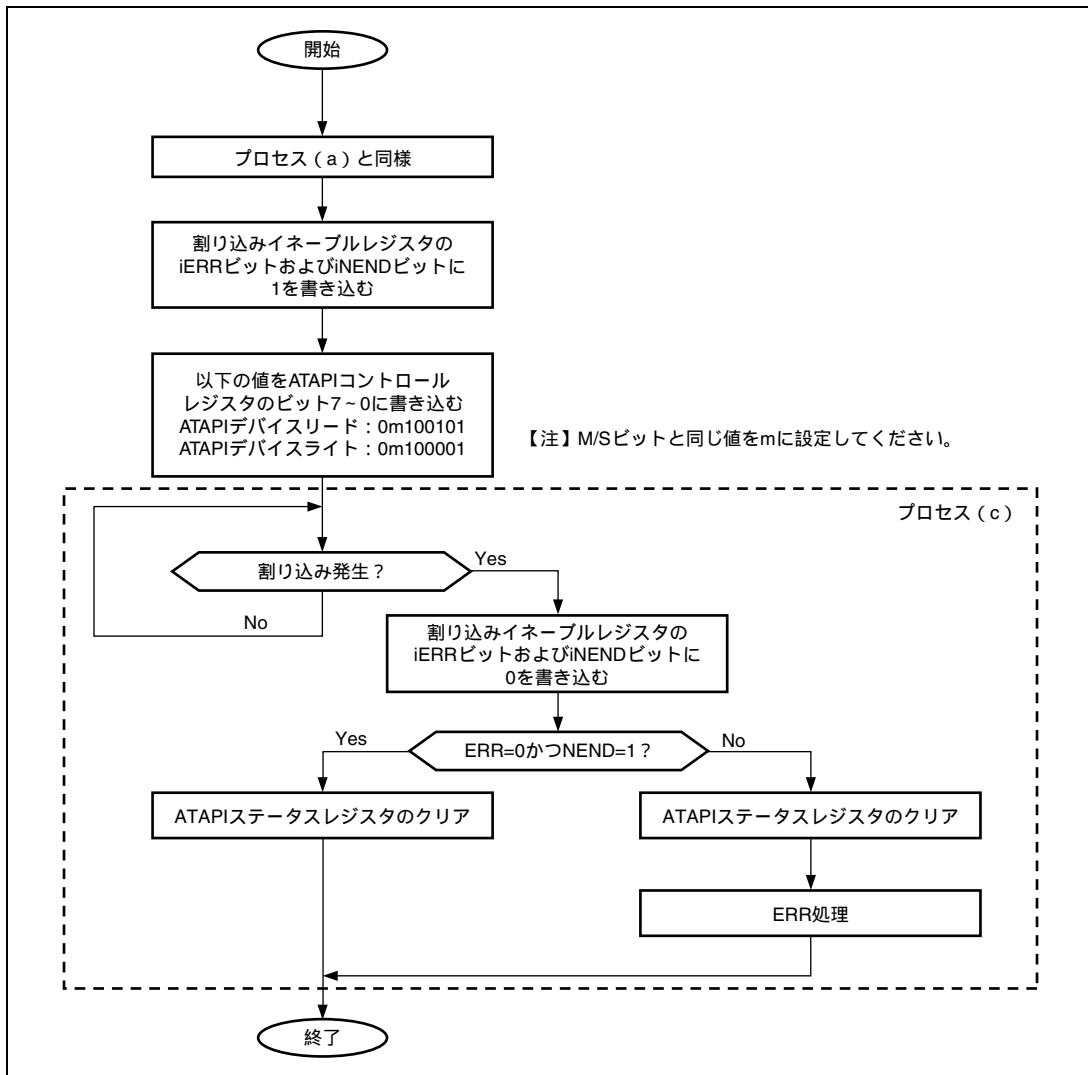 開始
プロセス（a）と同様
割り込みイネーブルレジスタの
iERRビットおよびiNENDビットに
1を書き込む
以下の値をATAPIコントロール
レジスタのビット7～0に書き込む
ATAPIデバイスリード：0m100101
ATAPIデバイスライト：0m100001
【注】M/Sビットと同じ値をmに設定してください。
プロセス（c）
割り込み発生？
Yes
No
割り込みイネーブルレジスタの
iERRビットおよびiNENDビットに
0を書き込む
Yes
ERR=0かつNEND=1？
No
ATAPIステータスレジスタのクリア
ATAPIステータスレジスタのクリア
ERR処理
終了